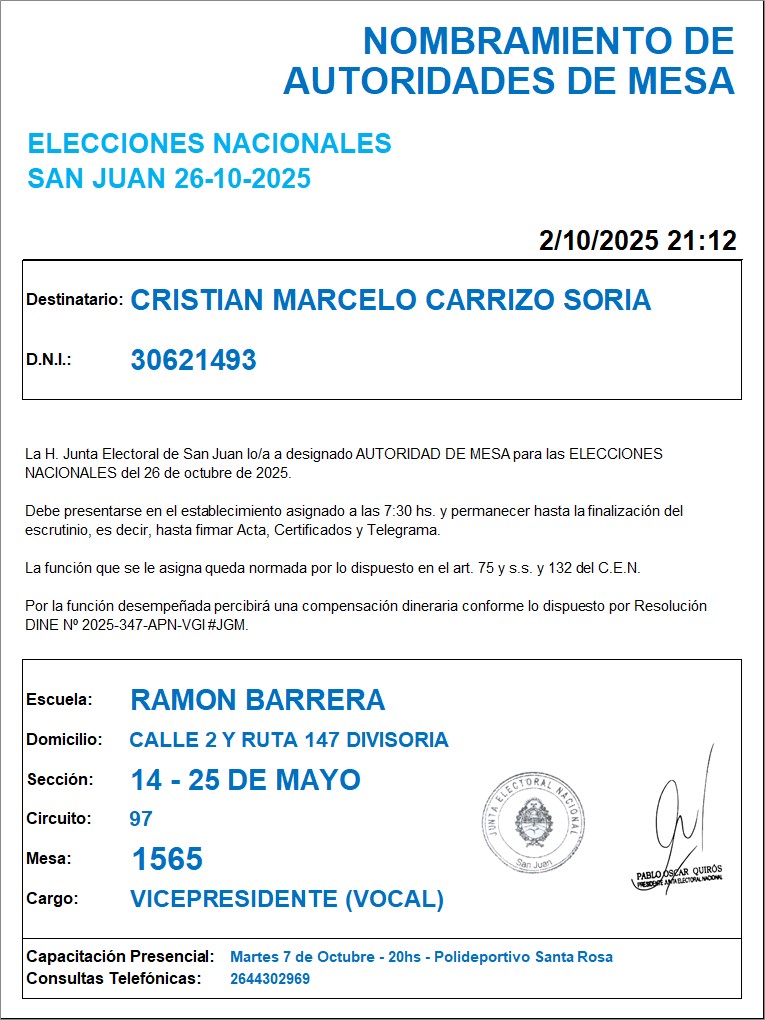 NOMBRAMIENTO DE
AUTORIDADES DE MESA
ELECCIONES NACIONALES
SAN JUAN 26-10-2025
2/10/2025 21:12
Destinatario: CRISTIAN MARCELO CARRIZO SORIA
D.N.I.: 30621493
La H. Junta Electoral de San Juan lo/a a designado AUTORIDAD DE MESA para las ELECCIONES
NACIONALES del 26 de octubre de 2025.
Debe presentarse en el establecimiento asignado a las 7:30 hs. y permanecer hasta la finalización del
escrutinio, es decir, hasta firmar Acta, Certificados y Telegrama.
La función que se le asigna queda normada por lo dispuesto en el art. 75 y s.s. y 132 del C.E.N.
Por la función desempeñada percibirá una compensación dineraria conforme lo dispuesto por Resolución
DINE Nº 2025-347-APN-VGI#JGM.
Escuela: RAMON BARRERA
Domicilio: CALLE 2 Y RUTA 147 DIVISORIA
Sección: 14 - 25 DE MAYO
Circuito: 97
Mesa: 1565
Cargo: VICEPRESIDENTE (VOCAL)
JUNTA ELECTORAL NACIONAL
San Juan
PABLO OSCAR QUIRÓS
PRESIDENTE JUNTA ELECTORAL NACIONAL
Capacitación Presencial: Martes 7 de Octubre - 20hs - Polideportivo Santa Rosa
Consultas Telefónicas: 2644302969